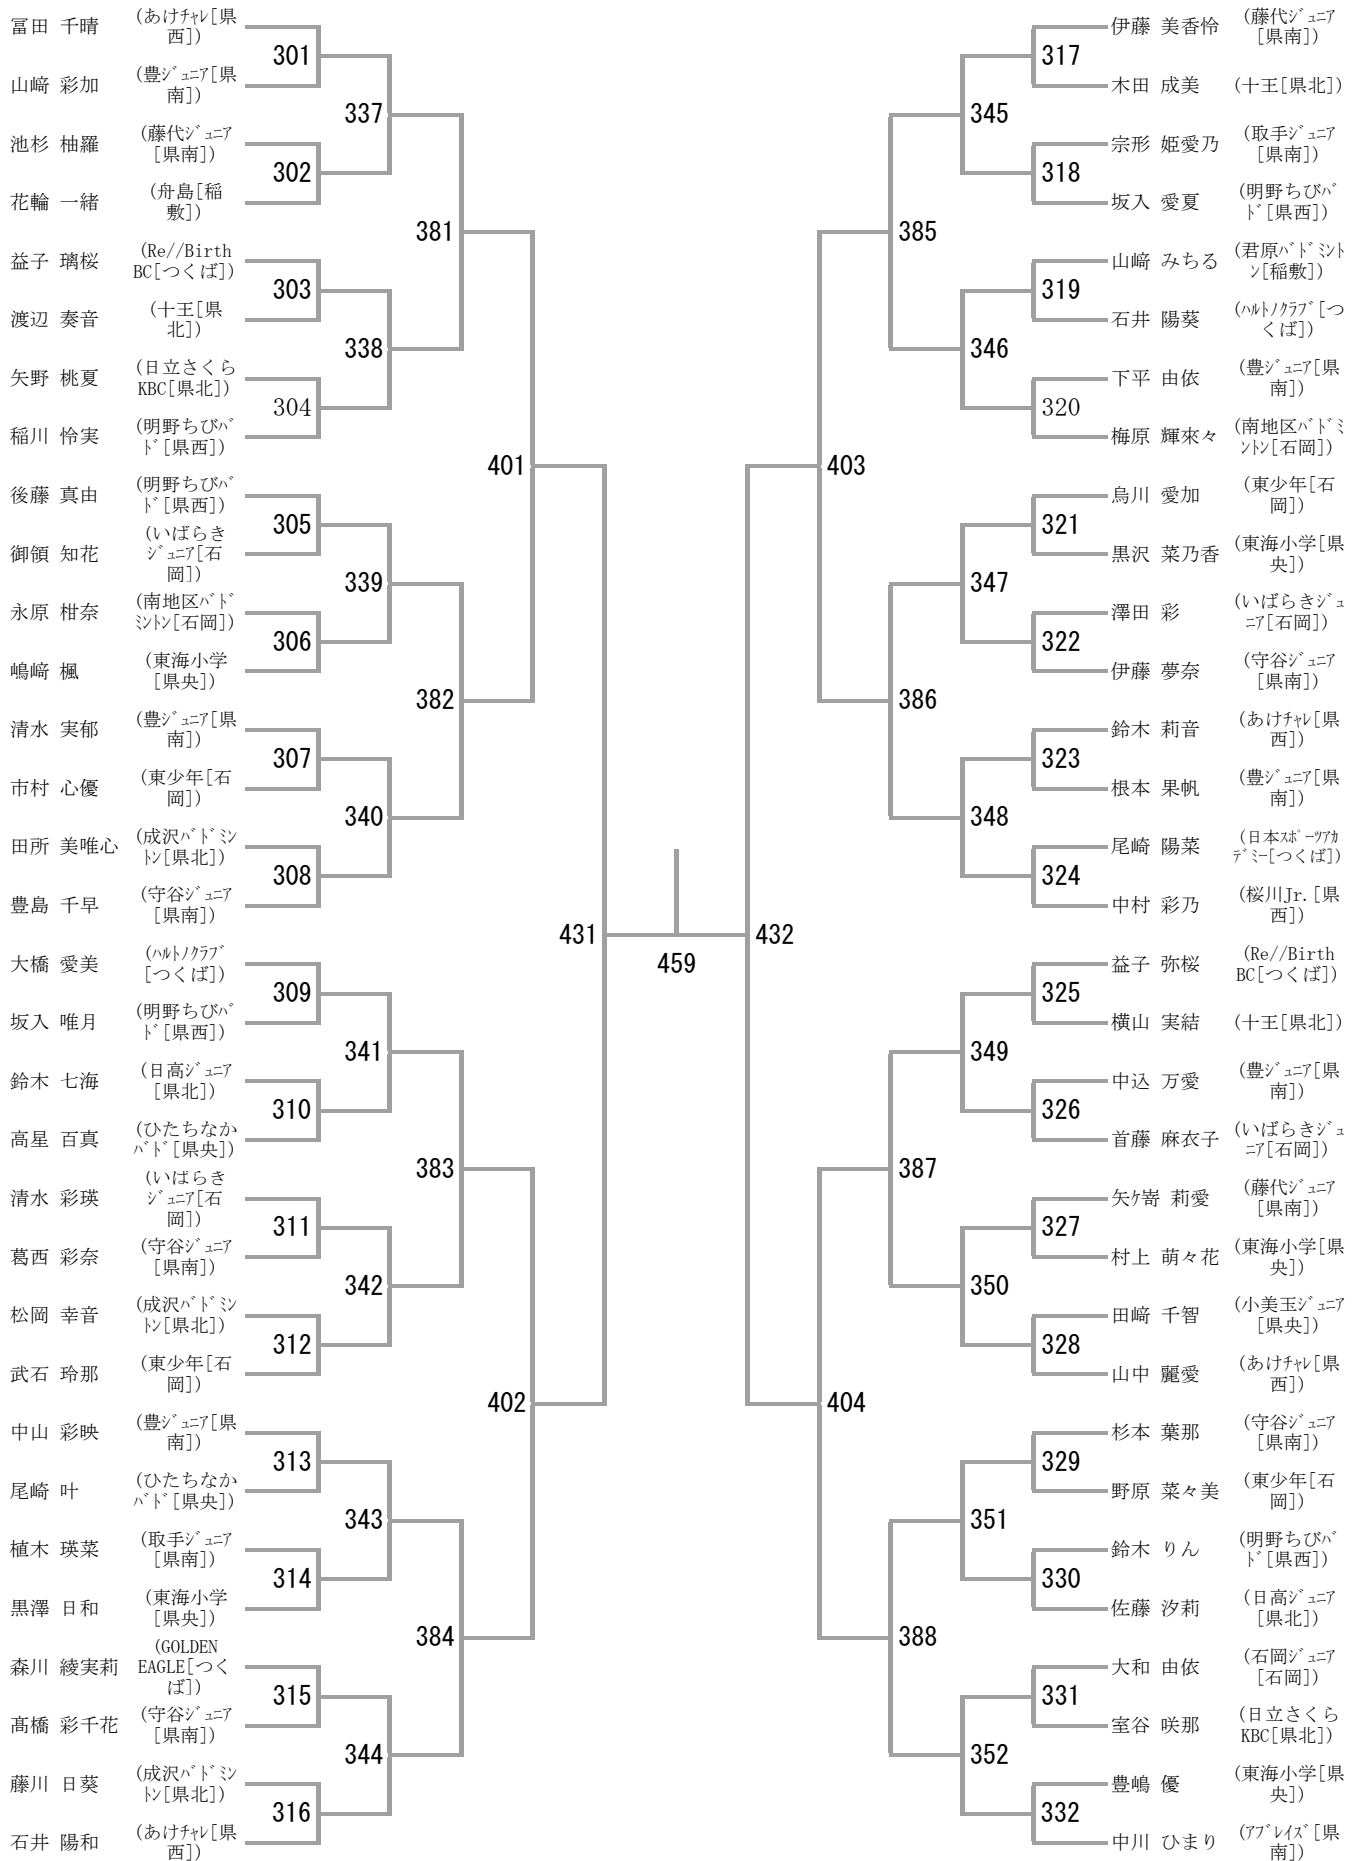 冨田 千晴
(あけチャレ[県
西])
301
山﨑 彩加
(豊ジュニア[県
南])
337
池杉 柚羅
(藤代ジュニア
[県南])
302
花輪 一緒
(舟島[稲
敷])
381
益子 璃桜
(Re//Birth
BC[つくば])
303
渡辺 奏音
(十王[県
北])
338
矢野 桃夏
(日立さくら
KBC[県北])
304
稲川 怜実
(明野ちびバ
ド[県西])
401
後藤 真由
(明野ちびバ
ド[県西])
305
御領 知花
(いばらき
ジュニア[石
岡])
339
永原 柑奈
(南地区バド
ミントン[石岡])
306
嶋﨑 楓
(東海小学
[県央])
382
清水 実郁
(豊ジュニア[県
南])
307
市村 心優
(東少年[石
岡])
340
田所 美唯心
(成沢バドミン
トン[県北])
308
豊島 千早
(守谷ジュニア
[県南])
431
大橋 愛美
(ハルトノクラブ
[つくば])
309
坂入 唯月
(明野ちびバ
ド[県西])
341
鈴木 七海
(日高ジュニア
[県北])
310
高星 百真
(ひたちなか
バド[県央])
383
清水 彩瑛
(いばらき
ジュニア[石
岡])
311
葛西 彩奈
(守谷ジュニア
[県南])
342
松岡 幸音
(成沢バドミン
トン[県北])
312
武石 玲那
(東少年[石
岡])
402
中山 彩映
(豊ジュニア[県
南])
313
尾崎 叶
(ひたちなか
バド[県央])
343
植木 瑛菜
(取手ジュニア
[県南])
314
黒澤 日和
(東海小学
[県央])
384
森川 綾実莉
(GOLDEN
EAGLE[つく
ば])
315
髙橋 彩千花
(守谷ジュニア
[県南])
344
藤川 日葵
(成沢バドミン
トン[県北])
316
石井 陽和
(あけチャレ[県
西])
459
伊藤 美香怜
(藤代ジュニア
[県南])
317
木田 成美
(十王[県北])
345
宗形 姫愛乃
(取手ジュニア
[県南])
318
坂入 愛夏
(明野ちびバ
ド[県西])
385
山﨑 みちる
(君原バドミント
ン[稲敷])
319
石井 陽葵
(ハルトノクラブ[つ
くば])
346
下平 由依
(豊ジュニア[県
南])
320
梅原 輝來々
(南地区バドミ
ントン[石岡])
403
烏川 愛加
(東少年[石
岡])
321
黒沢 菜乃香
(東海小学[県
央])
347
澤田 彩
(いばらきジュ
ニア[石岡])
322
伊藤 夢奈
(守谷ジュニア
[県南])
386
鈴木 莉音
(あけチャレ[県
西])
323
根本 果帆
(豊ジュニア[県
南])
348
尾崎 陽菜
(日本スポーツアカ
デミー[つくば])
324
中村 彩乃
(桜川Jr.[県
西])
432
益子 弥桜
(Re//Birth
BC[つくば])
325
横山 実結
(十王[県北])
349
中込 万愛
(豊ジュニア[県
南])
326
首藤 麻衣子
(いばらきジュ
ニア[石岡])
387
矢ケ嵜 莉愛
(藤代ジュニア
[県南])
327
村上 萌々花
(東海小学[県
央])
350
田﨑 千智
(小美玉ジュニア
[県央])
328
山中 麗愛
(あけチャレ[県
西])
404
杉本 葉那
(守谷ジュニア
[県南])
329
野原 菜々美
(東少年[石
岡])
351
鈴木 りん
(明野ちびバ
ド[県西])
330
佐藤 汐莉
(日高ジュニア
[県北])
388
大和 由依
(石岡ジュニア
[石岡])
331
室谷 咲那
(日立さくら
KBC[県北])
352
豊嶋 優
(東海小学[県
央])
332
中川 ひまり
(アブレイズ[県
南])